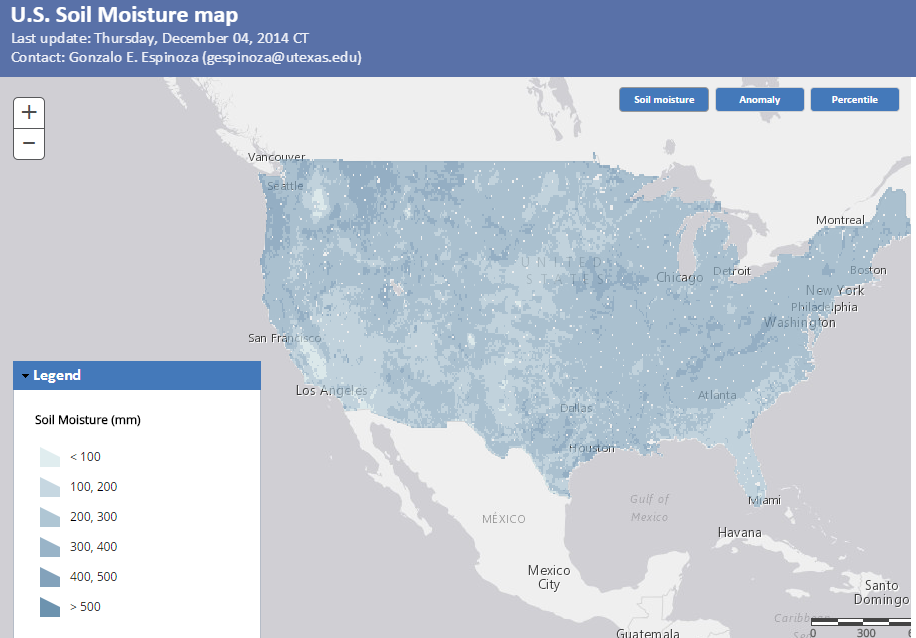 U.S. Soil Moisture map
Last update: Thursday, December 04, 2014 CT
Contact: Gonzalo E. Espinoza (gespinoza@utexas.edu)
+
−
Soil moisture
Anomaly
Percentile
Vancouver
Seattle
Montreal
UNITED
STATES
Chicago
Detroit
Boston
New York
Philadelphia
Washington
San Francisco
Los Angeles
Atlanta
Dallas
Houston
Miami
Gulf of
Mexico
MÉXICO
Havana
Mexico
City
Santo
Domingo
Caribbean
Sea
Guatemala
0
300
Legend
Soil Moisture (mm)
< 100
100, 200
200, 300
300, 400
400, 500
> 500